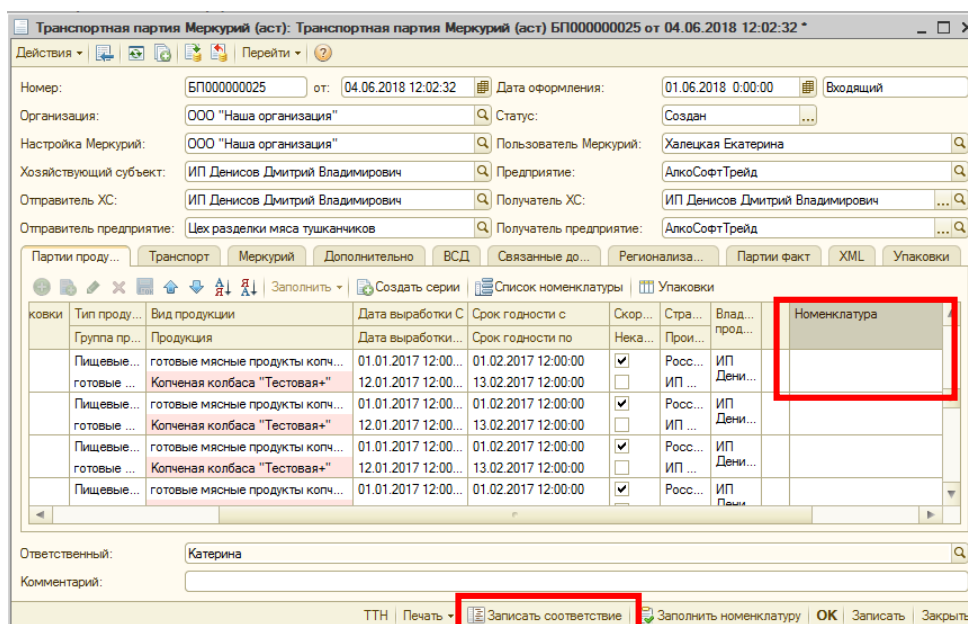 Транспортная партия Меркурий (аст): Транспортная партия Меркурий (аст) БП000000025 от 04.06.2018 12:02:32 *
Действия Перейти
Номер: БП000000025 от: 04.06.2018 12:02:32 Дата оформления: 01.06.2018 0:00:00 Входящий
Организация: ООО "Наша организация" Статус: Создан ...
Настройка Меркурий: ООО "Наша организация" Пользователь Меркурий: Халецкая Екатерина
Хозяйствующий субъект: ИП Денисов Дмитрий Владимирович Предприятие: АлкоСофтТрейд
Отправитель ХС: ИП Денисов Дмитрий Владимирович Получатель ХС: ИП Денисов Дмитрий Владимирович ...
Отправитель предприятие: Цех разделки мяса тушканчиков Получатель предприятие: АлкоСофтТрейд ...
Партии проду... Транспорт Меркурий Дополнительно ВСД Связанные до... Регионализа... Партии факт XML Упаковки
Заполнить Создать серии Список номенклатуры Упаковки
ковки Тип проду... Вид продукции Дата выработки С Срок годности с Скор... Стра... Влад... прод... Номенклатура
Группа пр... Продукция Дата выработки... Срок годности по Нека... Прои...
Пищевые... готовые мясные продукты копч... 01.01.2017 12:00... 01.02.2017 12:00:00 Росс... ИП Дени...
готовые ... Копченая колбаса "Тестовая+" 12.01.2017 12:00... 13.02.2017 12:00:00 ИП ...
Пищевые... готовые мясные продукты копч... 01.01.2017 12:00... 01.02.2017 12:00:00 Росс... ИП Дени...
готовые ... Копченая колбаса "Тестовая+" 12.01.2017 12:00... 13.02.2017 12:00:00 ИП ...
Пищевые... готовые мясные продукты копч... 01.01.2017 12:00... 01.02.2017 12:00:00 Росс... ИП Дени...
готовые ... Копченая колбаса "Тестовая+" 12.01.2017 12:00... 13.02.2017 12:00:00 ИП ...
Пищевые... готовые мясные продукты копч... 01.01.2017 12:00... 01.02.2017 12:00:00 Росс... ИП
Ответственный: Катерина
Комментарий:
ТТН Печать Записать соответствие Заполнить номенклатуру OK Записать Закрыть